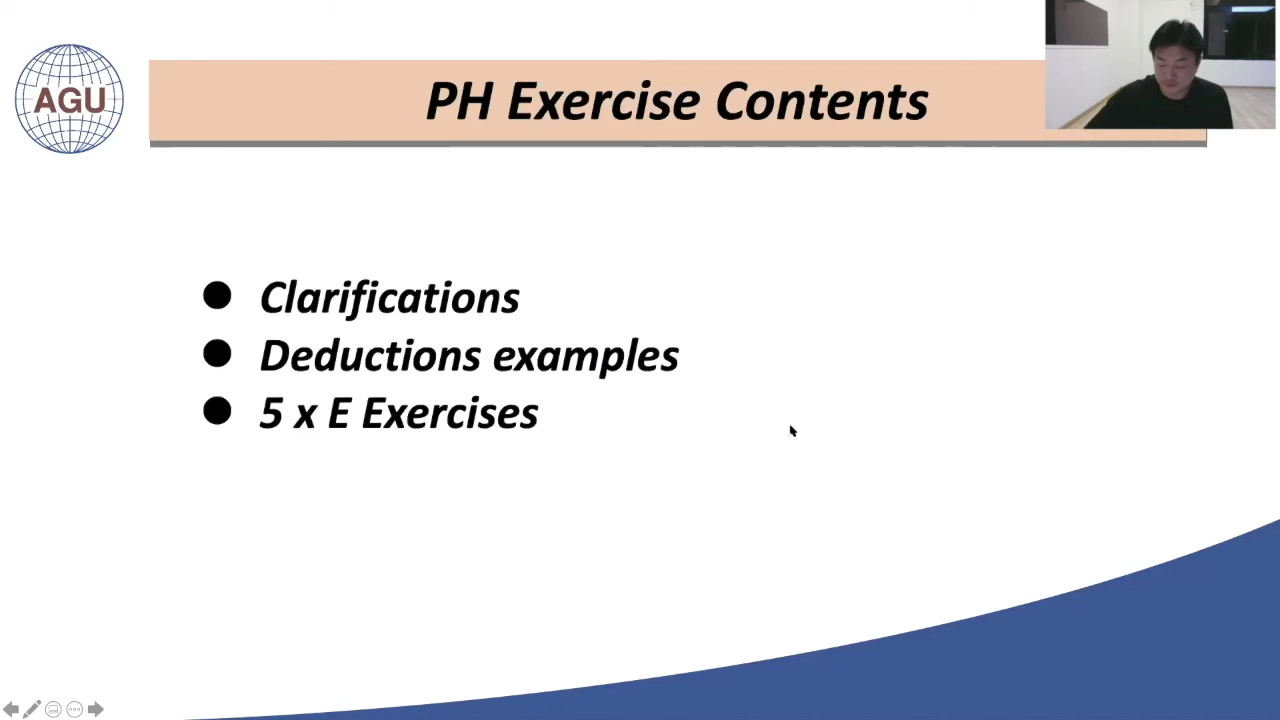 AGU
PH Exercise Contents
Clarifications
Deductions examples
5 x E Exercises